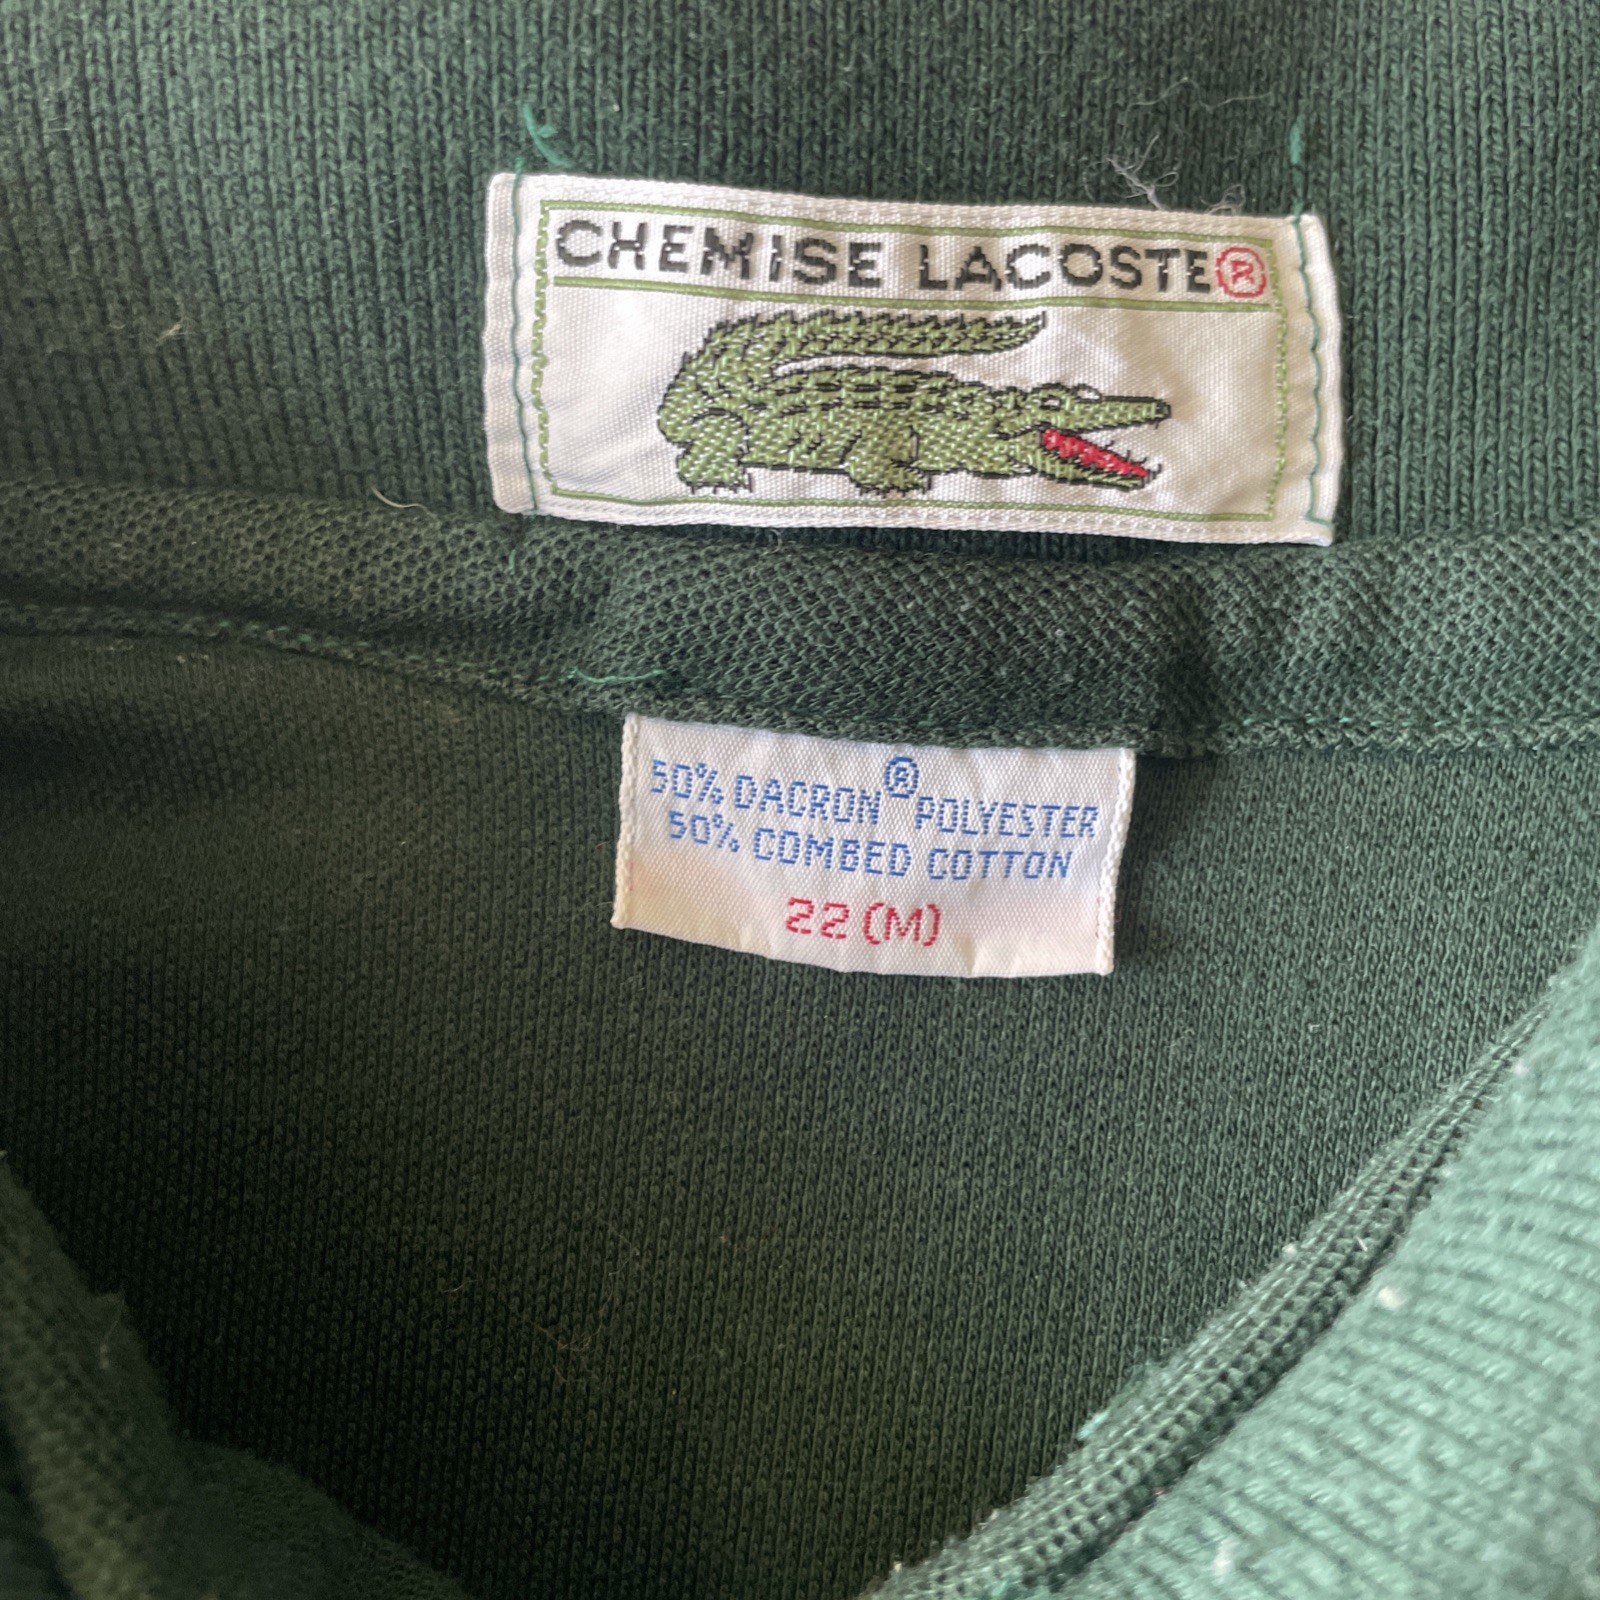 CHEMISE LACOSTE®
50% DACRON® POLYESTER
50% COMBED COTTON
22 (M)